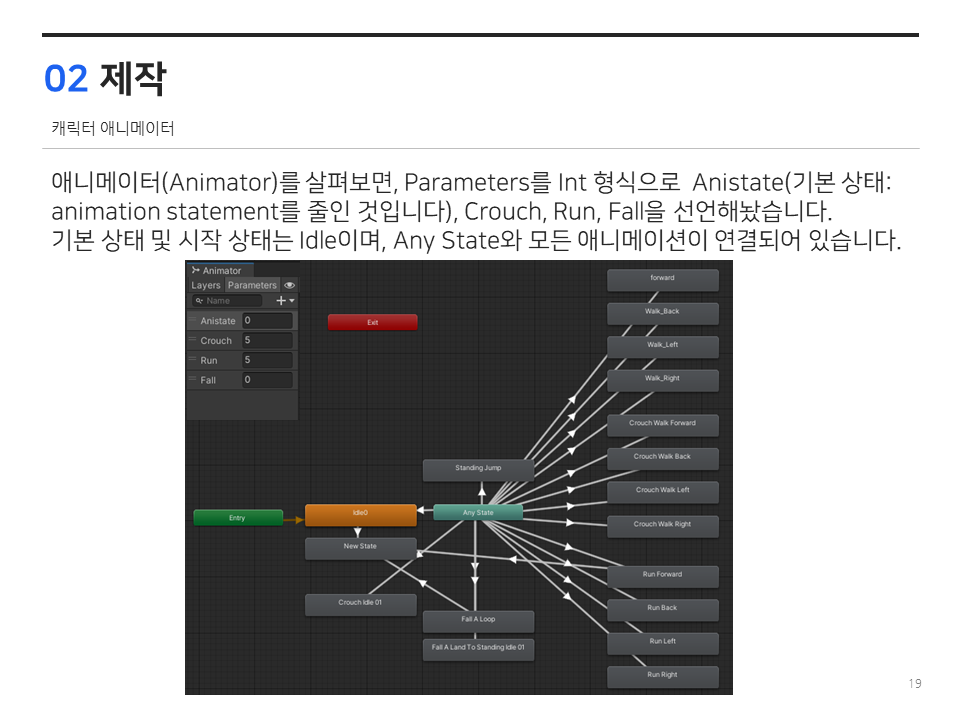 02 제작
캐릭터 애니메이터
애니메이터(Animator)를 살펴보면, Parameters를 Int 형식으로 Anistate(기본 상태:
animation statement를 줄인 것입니다), Crouch, Run, Fall을 선언해놨습니다.
기본 상태 및 시작 상태는 Idle이며, Any State와 모든 애니메이션이 연결되어 있습니다.
Animator
Layers Parameters
Name
Anistate 0
Crouch 5
Run 5
Fall 0
Exit
forward
Walk_Back
Walk_Left
Walk_Right
Crouch Walk Forward
Crouch Walk Back
Crouch Walk Left
Crouch Walk Right
Standing Jump
Entry
Idle0
Any State
New State
Crouch Idle 01
Fall A Loop
Fall A Land To Standing Idle 01
Run Forward
Run Back
Run Left
Run Right
19